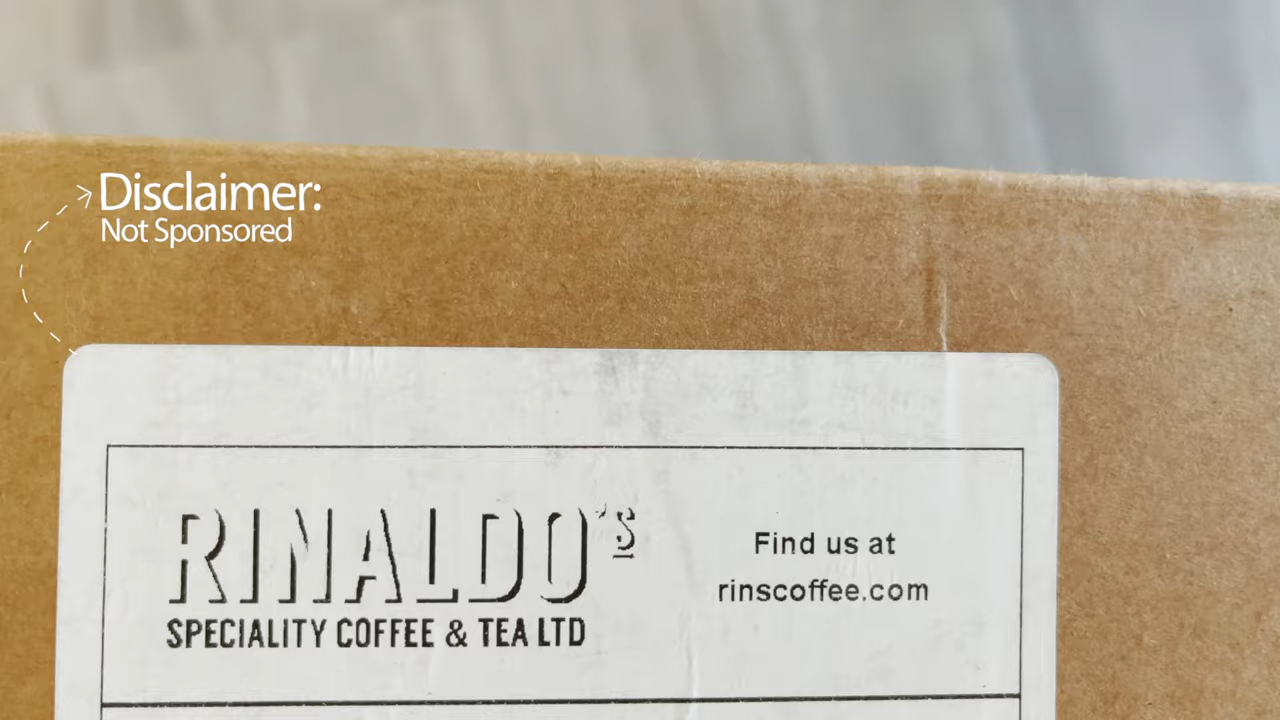 Disclaimer:
Not Sponsored
RINALDO'S
SPECIALITY COFFEE & TEA LTD
Find us at
rinscoffee.com